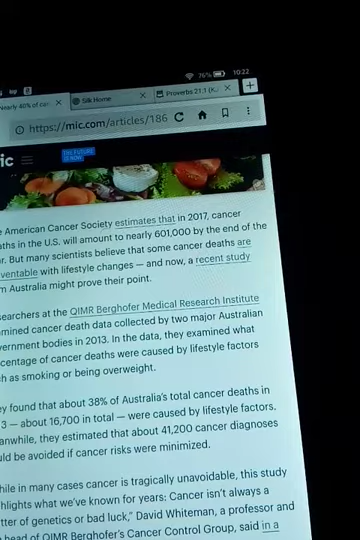 76% 10:22
Nearly 40% of can
Silk Home
Proverbs 21:1 (KJ
https://mic.com/articles/186
ic
THE FUTURE
IS NOW
e American Cancer Society estimates that in 2017, cancer
aths in the U.S. will amount to nearly 601,000 by the end of the
r. But many scientists believe that some cancer deaths are
ventable with lifestyle changes — and now, a recent study
m Australia might prove their point.
searchers at the QIMR Berghofer Medical Research Institute
amined cancer death data collected by two major Australian
vernment bodies in 2013. In the data, they examined what
centage of cancer deaths were caused by lifestyle factors
ch as smoking or being overweight.
ey found that about 38% of Australia's total cancer deaths in
3 — about 16,700 in total — were caused by lifestyle factors.
eanwhile, they estimated that about 41,200 cancer diagnoses
uld be avoided if cancer risks were minimized.
hile in many cases cancer is tragically unavoidable, this study
hlights what we've known for years: Cancer isn't always a
tter of genetics or bad luck," David Whiteman, a professor and
head of QIMR Berghofer's Cancer Control Group, said in a